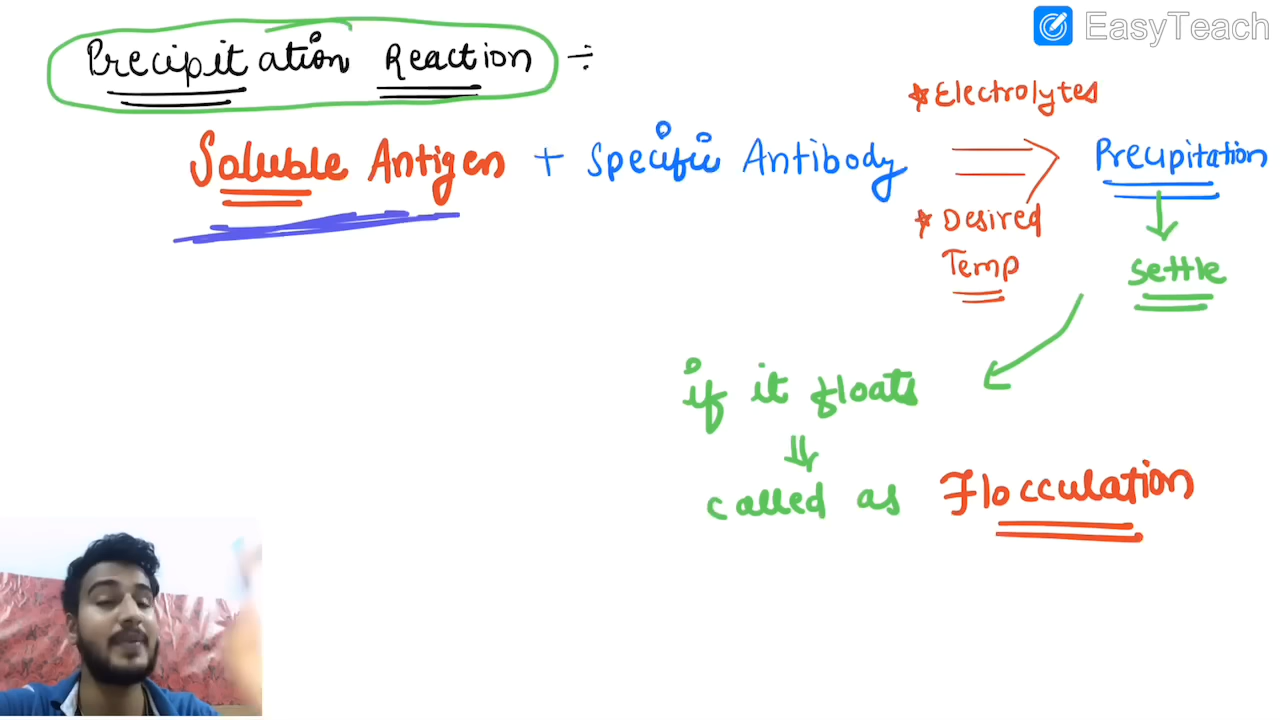 EasyTeach
Precipitation Reaction ÷
* Electrolytes
Soluble Antigen + Specific Antibody ⇒ Precipitation
* Desired
Temp
Settle
if it floats
called as Flocculation